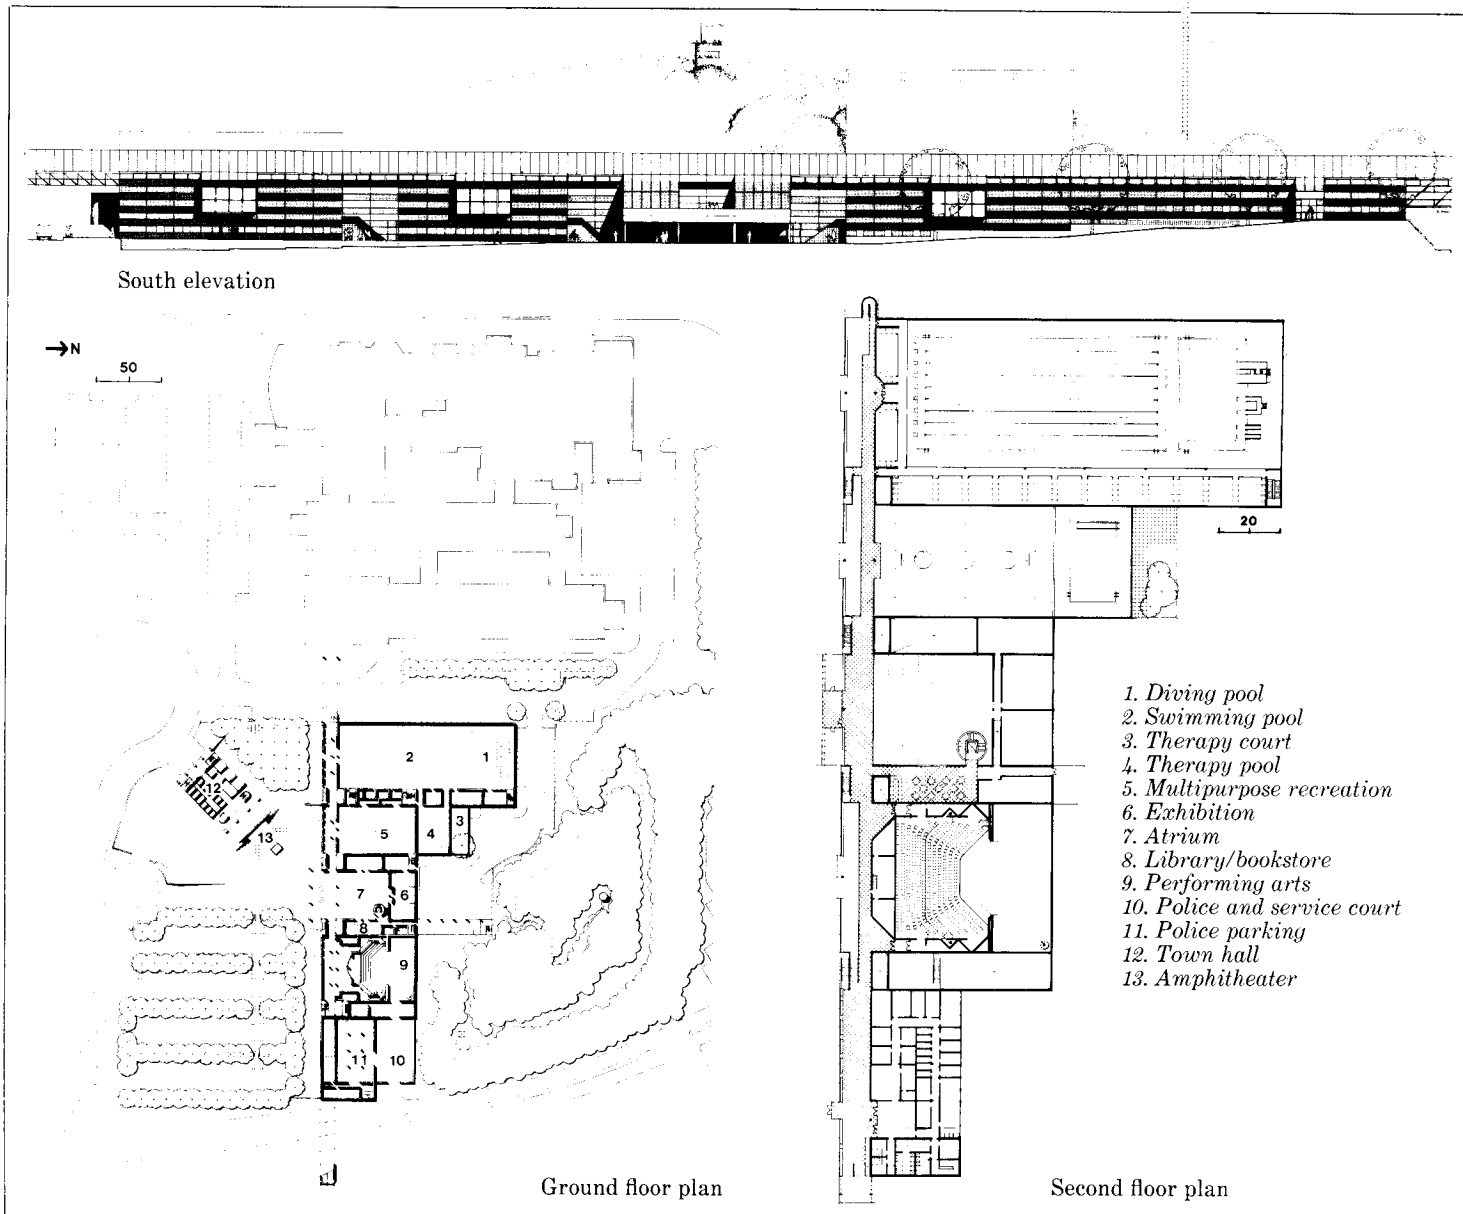 South elevation
N
50
20
1. Diving pool
2. Swimming pool
3. Therapy court
4. Therapy pool
5. Multipurpose recreation
6. Exhibition
7. Atrium
8. Library/bookstore
9. Performing arts
10. Police and service court
11. Police parking
12. Town hall
13. Amphitheater
2 1
12
13
5
4
3
7
6
8
9
11
10
Ground floor plan
Second floor plan